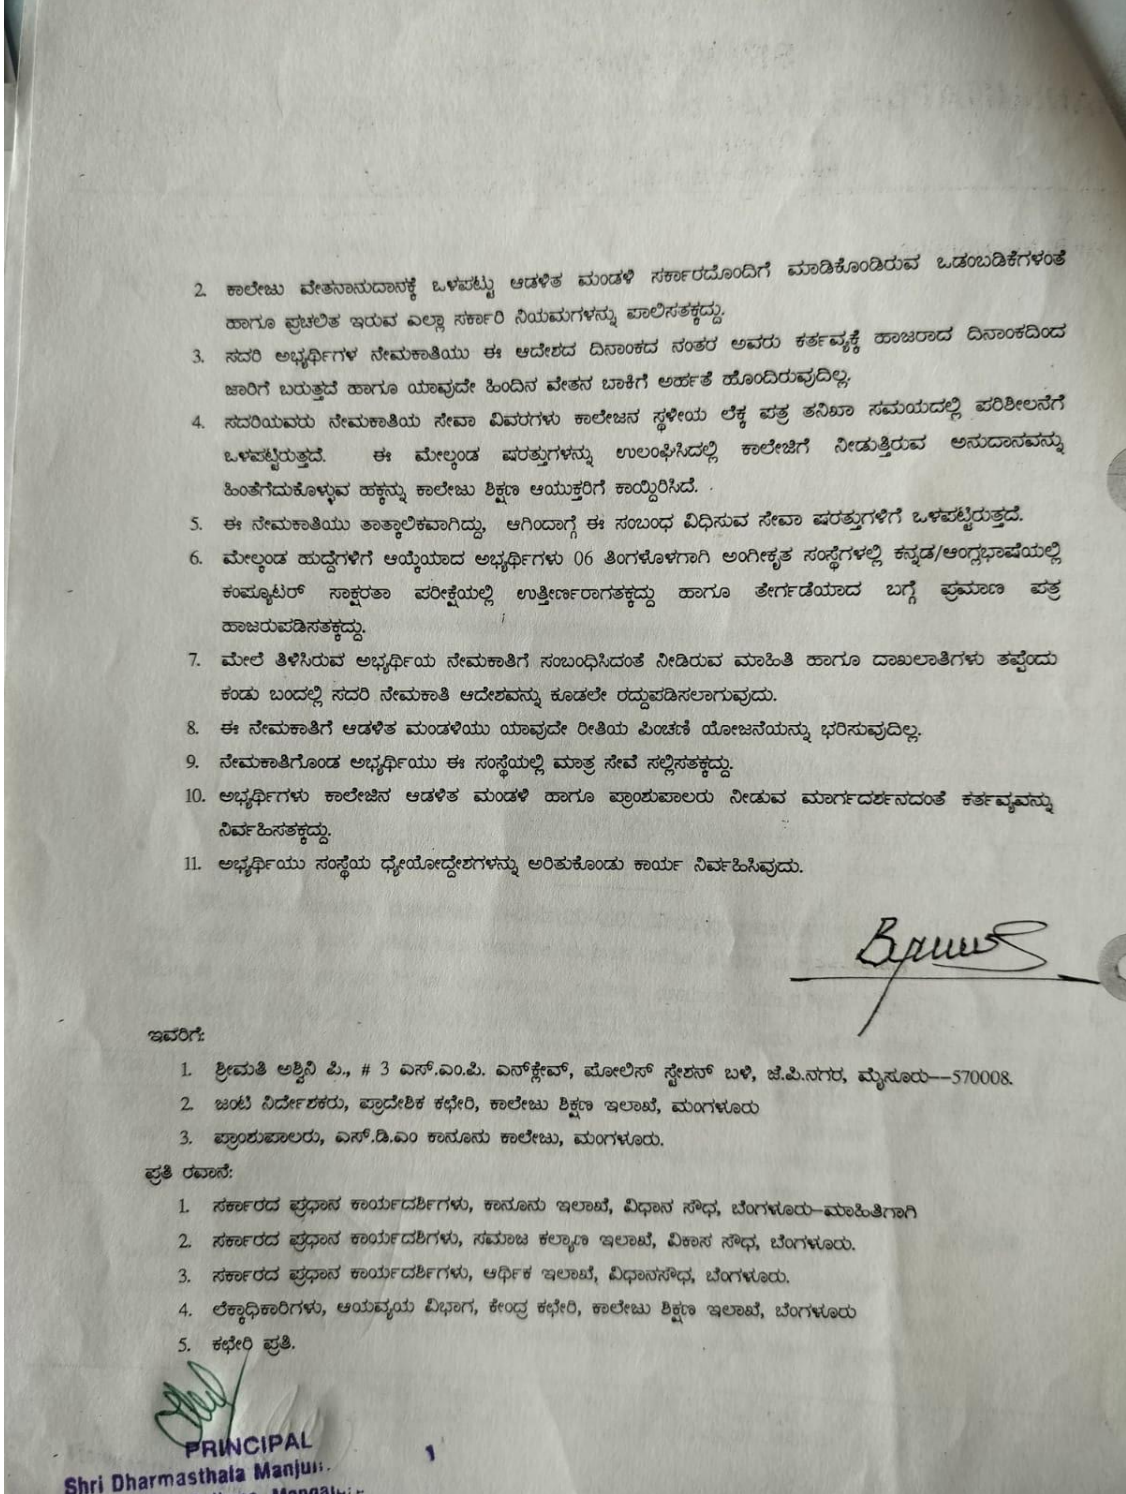 2. ಕಾಲೇಜು ವೇತನಾನುದಾನಕ್ಕೆ ಒಳಪಟ್ಟು ಆಡಳಿತ ಮಂಡಳಿ ಸರ್ಕಾರದೊಂದಿಗೆ ಮಾಡಿಕೊಂಡಿರುವ ಒಡಂಬಡಿಕೆಗಳಂತೆ
ಹಾಗೂ ಪ್ರಚಲಿತ ಇರುವ ಎಲ್ಲಾ ಸರ್ಕಾರಿ ನಿಯಮಗಳನ್ನು ಪಾಲಿಸತಕ್ಕದ್ದು.
3. ಸದರಿ ಅಭ್ಯರ್ಥಿಗಳ ನೇಮಕಾತಿಯು ಈ ಆದೇಶದ ದಿನಾಂಕದ ನಂತರ ಅವರು ಕರ್ತವ್ಯಕ್ಕೆ ಹಾಜರಾದ ದಿನಾಂಕದಿಂದ
ಜಾರಿಗೆ ಬರುತ್ತದೆ ಹಾಗೂ ಯಾವುದೇ ಹಿಂದಿನ ವೇತನ ಬಾಕಿಗೆ ಅರ್ಹತೆ ಹೊಂದಿರುವುದಿಲ್ಲ.
4. ಸದರಿಯವರು ನೇಮಕಾತಿಯ ಸೇವಾ ವಿವರಗಳು ಕಾಲೇಜನ ಸ್ಥಳೀಯ ಲೆಕ್ಕ ಪತ್ರ ತನಿಖಾ ಸಮಯದಲ್ಲಿ ಪರಿಶೀಲನೆಗೆ
ಒಳಪಟ್ಟಿರುತ್ತದೆ. ಈ ಮೇಲ್ಕಂಡ ಷರತ್ತುಗಳನ್ನು ಉಲಂಘಿಸಿದಲ್ಲಿ ಕಾಲೇಜಿಗೆ ನೀಡುತ್ತಿರುವ ಅನುದಾನವನ್ನು
ಹಿಂತೆಗೆದುಕೊಳ್ಳುವ ಹಕ್ಕನ್ನು ಕಾಲೇಜು ಶಿಕ್ಷಣ ಆಯುಕ್ತರಿಗೆ ಕಾಯ್ದಿರಿಸಿದೆ.
5. ಈ ನೇಮಕಾತಿಯು ತಾತ್ಕಾಲಿಕವಾಗಿದ್ದು, ಆಗಿಂದಾಗ್ಗೆ ಈ ಸಂಬಂಧ ವಿಧಿಸುವ ಸೇವಾ ಷರತ್ತುಗಳಿಗೆ ಒಳಪಟ್ಟಿರುತ್ತದೆ.
6. ಮೇಲ್ಕಂಡ ಹುದ್ದೆಗಳಿಗೆ ಆಯ್ಕೆಯಾದ ಅಭ್ಯರ್ಥಿಗಳು 06 ತಿಂಗಳೊಳಗಾಗಿ ಅಂಗೀಕೃತ ಸಂಸ್ಥೆಗಳಲ್ಲಿ ಕನ್ನಡ/ಆಂಗ್ಲಭಾಷೆಯಲ್ಲಿ
ಕಂಪ್ಯೂಟರ್ ಸಾಕ್ಷರತಾ ಪರೀಕ್ಷೆಯಲ್ಲಿ ಉತ್ತೀರ್ಣರಾಗತಕ್ಕದ್ದು ಹಾಗೂ ತೇರ್ಗಡೆಯಾದ ಬಗ್ಗೆ ಪ್ರಮಾಣ ಪತ್ರ
ಹಾಜರುಪಡಿಸತಕ್ಕದ್ದು.
7. ಮೇಲೆ ತಿಳಿಸಿರುವ ಅಭ್ಯರ್ಥಿಯ ನೇಮಕಾತಿಗೆ ಸಂಬಂಧಿಸಿದಂತೆ ನೀಡಿರುವ ಮಾಹಿತಿ ಹಾಗೂ ದಾಖಲಾತಿಗಳು ತಪ್ಪೆಂದು
ಕಂಡು ಬಂದಲ್ಲಿ ಸದರಿ ನೇಮಕಾತಿ ಆದೇಶವನ್ನು ಕೂಡಲೇ ರದ್ದುಪಡಿಸಲಾಗುವುದು.
8. ಈ ನೇಮಕಾತಿಗೆ ಆಡಳಿತ ಮಂಡಳಿಯು ಯಾವುದೇ ರೀತಿಯ ಪಿಂಚಣಿ ಯೋಜನೆಯನ್ನು ಭರಿಸುವುದಿಲ್ಲ.
9. ನೇಮಕಾತಿಗೊಂಡ ಅಭ್ಯರ್ಥಿಯು ಈ ಸಂಸ್ಥೆಯಲ್ಲಿ ಮಾತ್ರ ಸೇವೆ ಸಲ್ಲಿಸತಕ್ಕದ್ದು.
10. ಅಭ್ಯರ್ಥಿಗಳು ಕಾಲೇಜಿನ ಆಡಳಿತ ಮಂಡಳಿ ಹಾಗೂ ಪ್ರಾಂಶುಪಾಲರು ನೀಡುವ ಮಾರ್ಗದರ್ಶನದಂತೆ ಕರ್ತವ್ಯವನ್ನು
ನಿರ್ವಹಿಸತಕ್ಕದ್ದು.
11. ಅಭ್ಯರ್ಥಿಯು ಸಂಸ್ಥೆಯ ಧ್ಯೇಯೋದ್ದೇಶಗಳನ್ನು ಅರಿತುಕೊಂಡು ಕಾರ್ಯ ನಿರ್ವಹಿಸಿವುದು.
ಇವರಿಗೆ:
1. ಶ್ರೀಮತಿ ಅಶ್ವಿನಿ ಪಿ., # 3 ಎಸ್.ಎಂ.ಪಿ. ಎನ್‌ಕ್ಲೇವ್, ಪೋಲಿಸ್ ಸ್ಟೇಶನ್ ಬಳಿ, ಜೆ.ಪಿ.ನಗರ, ಮೈಸೂರು--570008.
2. ಜಂಟಿ ನಿರ್ದೇಶಕರು, ಪ್ರಾದೇಶಿಕ ಕಛೇರಿ, ಕಾಲೇಜು ಶಿಕ್ಷಣ ಇಲಾಖೆ, ಮಂಗಳೂರು
3. ಪ್ರಾಂಶುಪಾಲರು, ಎಸ್.ಡಿ.ಎಂ ಕಾನೂನು ಕಾಲೇಜು, ಮಂಗಳೂರು.
ಪ್ರತಿ ರವಾನೆ:
1. ಸರ್ಕಾರದ ಪ್ರಧಾನ ಕಾರ್ಯದರ್ಶಿಗಳು, ಕಾನೂನು ಇಲಾಖೆ, ವಿಧಾನ ಸೌಧ, ಬೆಂಗಳೂರು-ಮಾಹಿತಿಗಾಗಿ
2. ಸರ್ಕಾರದ ಪ್ರಧಾನ ಕಾರ್ಯದಶಿಗಳು, ಸಮಾಜ ಕಲ್ಯಾಣ ಇಲಾಖೆ, ವಿಕಾಸ ಸೌಧ, ಬೆಂಗಳೂರು.
3. ಸರ್ಕಾರದ ಪ್ರಧಾನ ಕಾರ್ಯದರ್ಶಿಗಳು, ಆರ್ಥಿಕ ಇಲಾಖೆ, ವಿಧಾನಸೌಧ, ಬೆಂಗಳೂರು.
4. ಲೆಕ್ಕಾಧಿಕಾರಿಗಳು, ಆಯವ್ಯಯ ವಿಭಾಗ, ಕೇಂದ್ರ ಕಛೇರಿ, ಕಾಲೇಜು ಶಿಕ್ಷಣ ಇಲಾಖೆ, ಬೆಂಗಳೂರು
5. ಕಛೇರಿ ಪ್ರತಿ.
PRINCIPAL
Shri Dharmasthala